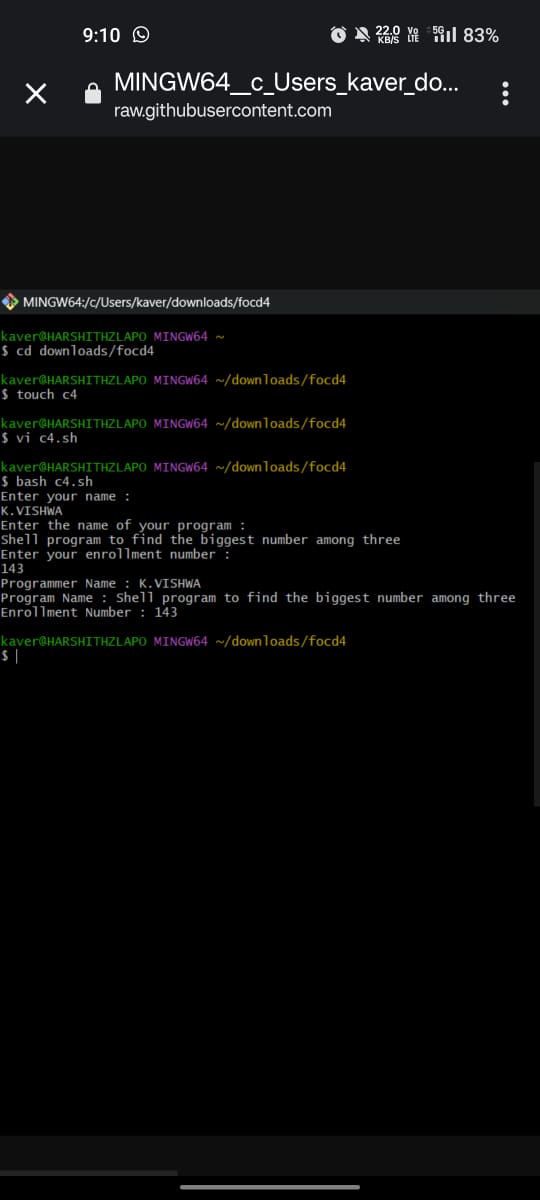 9:10 22.0 KB/S Vo LTE 5G 83%
MINGW64__c_Users_kaver_do...
raw.githubusercontent.com
MINGW64:/c/Users/kaver/downloads/focd4
kaver@HARSHITHZLAPO MINGW64 ~
$ cd downloads/focd4
kaver@HARSHITHZLAPO MINGW64 ~/downloads/focd4
$ touch c4
kaver@HARSHITHZLAPO MINGW64 ~/downloads/focd4
$ vi c4.sh
kaver@HARSHITHZLAPO MINGW64 ~/downloads/focd4
$ bash c4.sh
Enter your name :
K.VISHWA
Enter the name of your program :
Shell program to find the biggest number among three
Enter your enrollment number :
143
Programmer Name : K.VISHWA
Program Name : Shell program to find the biggest number among three
Enrollment Number : 143
kaver@HARSHITHZLAPO MINGW64 ~/downloads/focd4
$